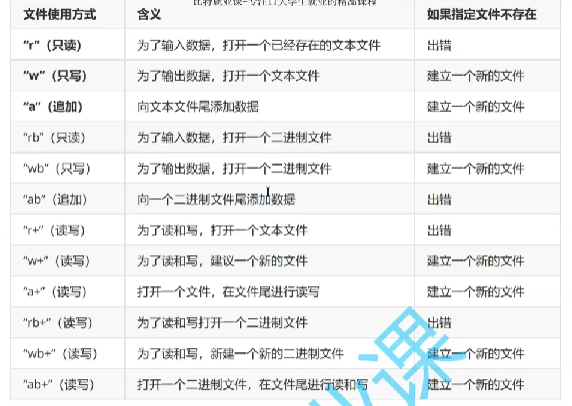 比特就业课-专注IT大学生就业的精品课程
文件使用方式 含义 如果指定文件不存在
“r”（只读） 为了输入数据，打开一个已经存在的文本文件 出错
“w”（只写） 为了输出数据，打开一个文本文件 建立一个新的文件
“a”（追加） 向文本文件尾添加数据 建立一个新的文件
“rb”（只读） 为了输入数据，打开一个二进制文件 出错
“wb”（只写） 为了输出数据，打开一个二进制文件 建立一个新的文件
“ab”（追加） 向一个二进制文件尾添加数据 出错
“r+”（读写） 为了读和写，打开一个文本文件 出错
“w+”（读写） 为了读和写，建议一个新的文件 建立一个新的文件
“a+”（读写） 打开一个文件，在文件尾进行读写 建立一个新的文件
“rb+”（读写） 为了读和写打开一个二进制文件 出错
“wb+”（读写） 为了读和写，新建一个新的二进制文件 建立一个新的文件
“ab+”（读写） 打开一个二进制文件，在文件尾进行读和写 建立一个新的文件
业课